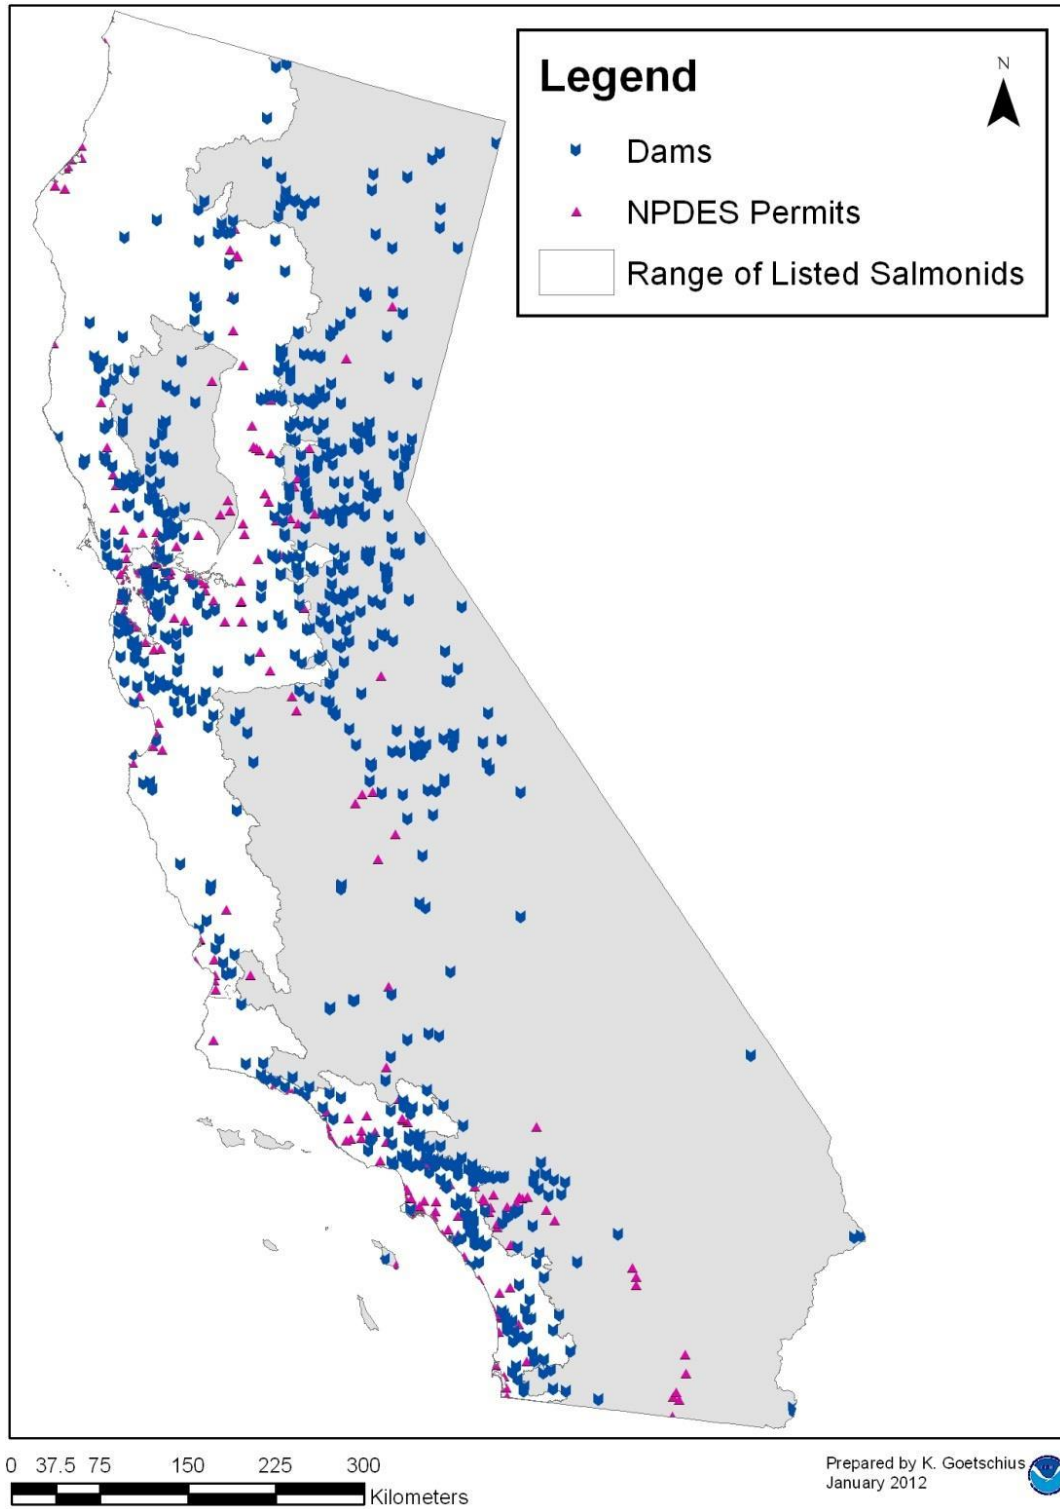 Legend
N
Dams
NPDES Permits
Range of Listed Salmonids
0 37.5 75 150 225 300
Kilometers
Prepared by K. Goetschius
January 2012